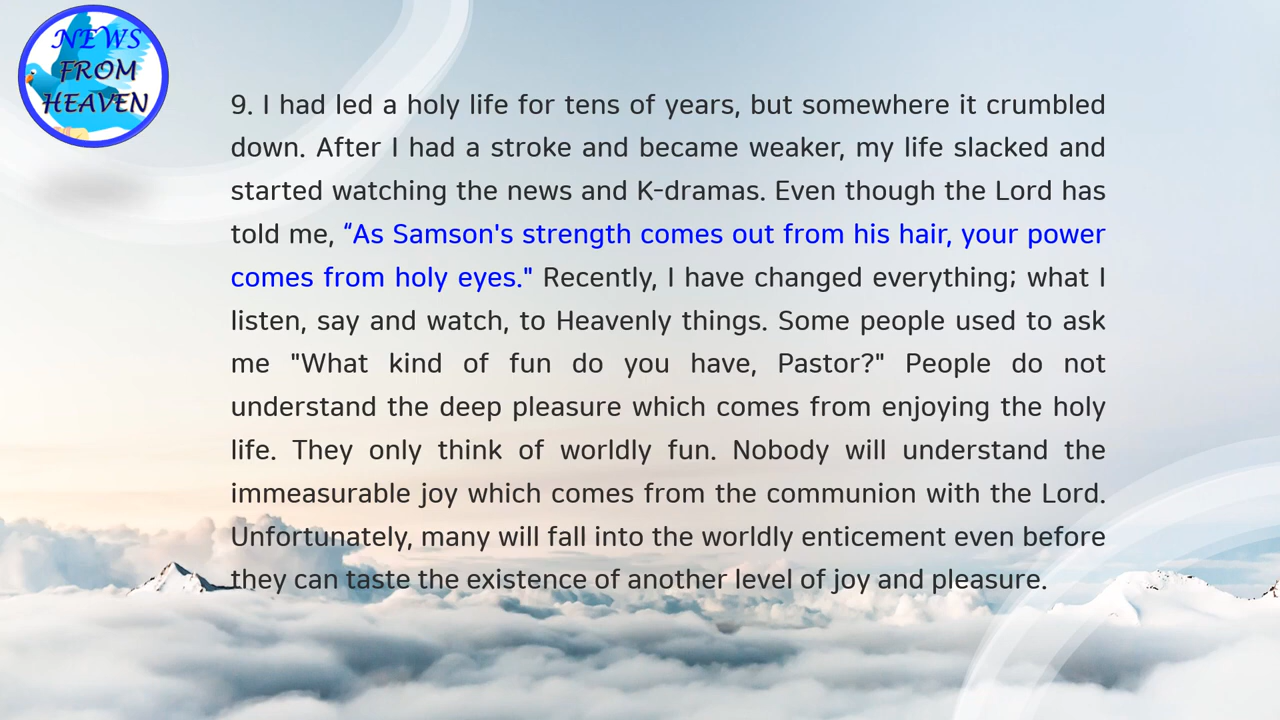 NEWS
FROM
HEAVEN
9. I had led a holy life for tens of years, but somewhere it crumbled
down. After I had a stroke and became weaker, my life slacked and
started watching the news and K-dramas. Even though the Lord has
told me, “As Samson's strength comes out from his hair, your power
comes from holy eyes." Recently, I have changed everything; what I
listen, say and watch, to Heavenly things. Some people used to ask
me "What kind of fun do you have, Pastor?" People do not
understand the deep pleasure which comes from enjoying the holy
life. They only think of worldly fun. Nobody will understand the
immeasurable joy which comes from the communion with the Lord.
Unfortunately, many will fall into the worldly enticement even before
they can taste the existence of another level of joy and pleasure.